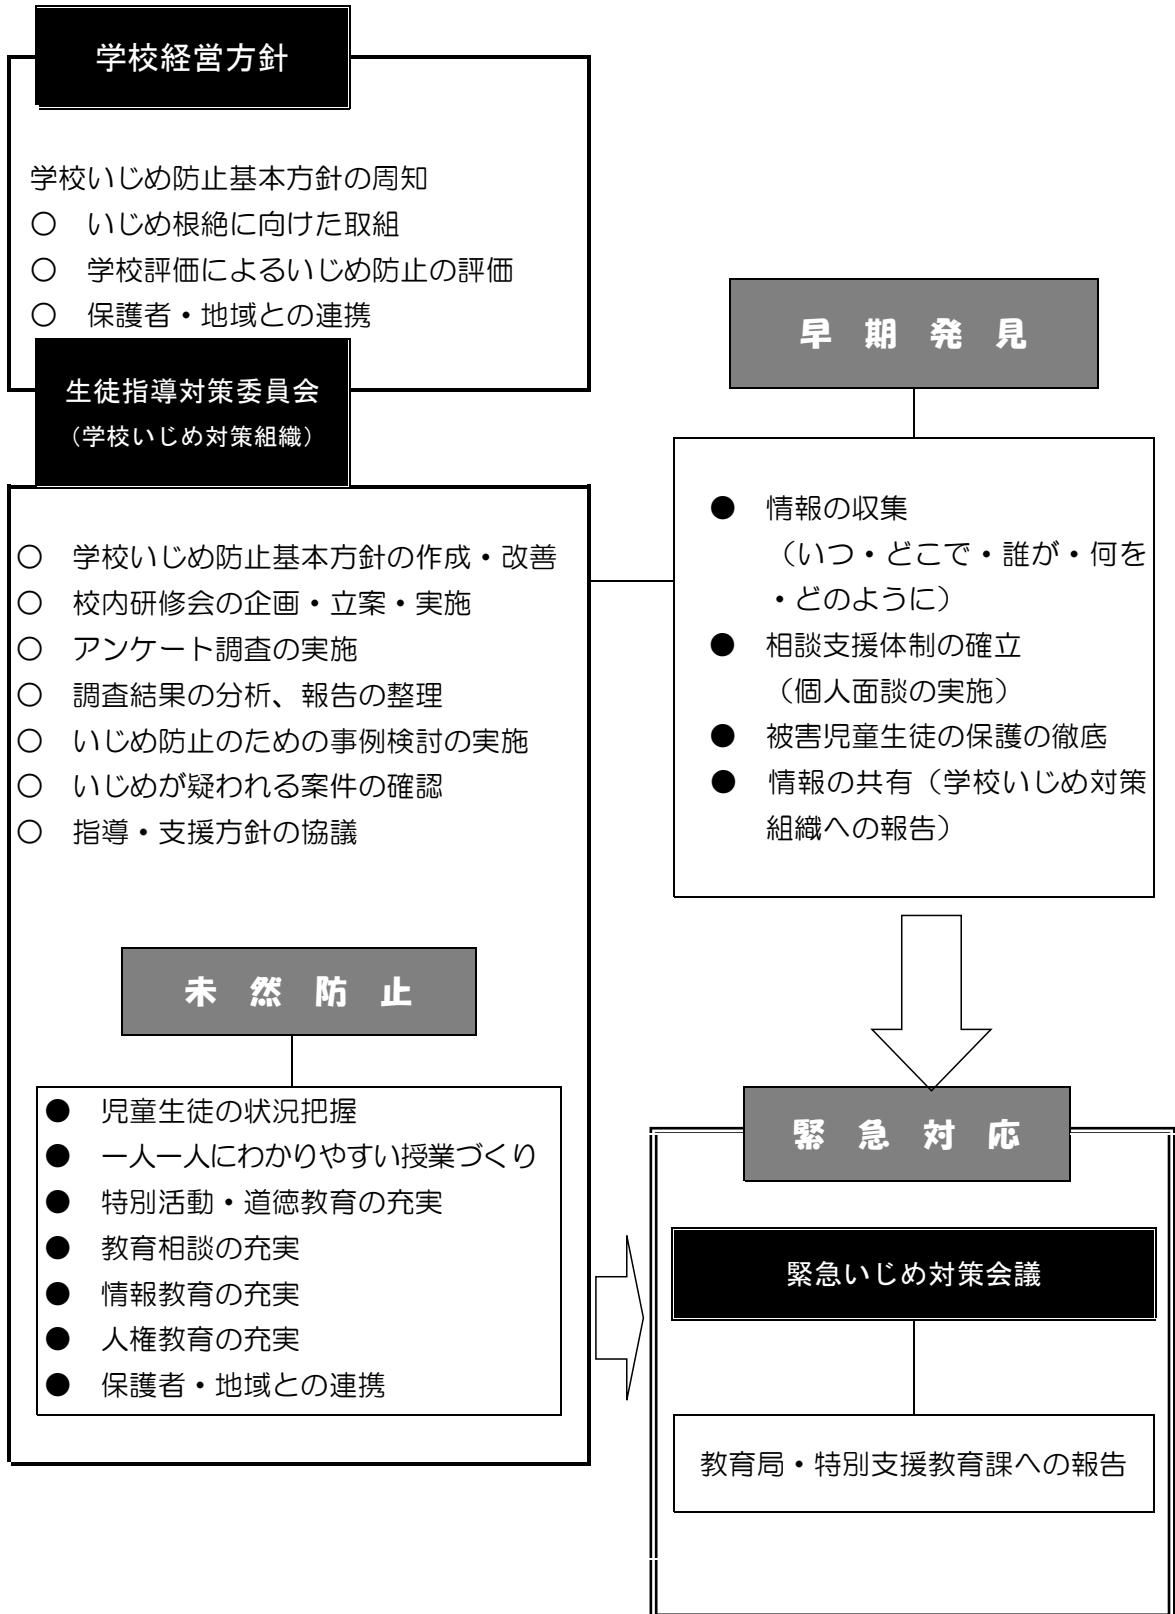 学校経営方針
学校いじめ防止基本方針の周知
○ いじめ根絶に向けた取組
○ 学校評価によるいじめ防止の評価
○ 保護者・地域との連携
生徒指導対策委員会
（学校いじめ対策組織）
○ 学校いじめ防止基本方針の作成・改善
○ 校内研修会の企画・立案・実施
○ アンケート調査の実施
○ 調査結果の分析、報告の整理
○ いじめ防止のための事例検討の実施
○ いじめが疑われる案件の確認
○ 指導・支援方針の協議
未然防止
● 児童生徒の状況把握
● 一人一人にわかりやすい授業づくり
● 特別活動・道徳教育の充実
● 教育相談の充実
● 情報教育の充実
● 人権教育の充実
● 保護者・地域との連携
早期発見
● 情報の収集
（いつ・どこで・誰が・何を
・どのように）
● 相談支援体制の確立
（個人面談の実施）
● 被害児童生徒の保護の徹底
● 情報の共有（学校いじめ対策
組織への報告）
緊急対応
緊急いじめ対策会議
教育局・特別支援教育課への報告